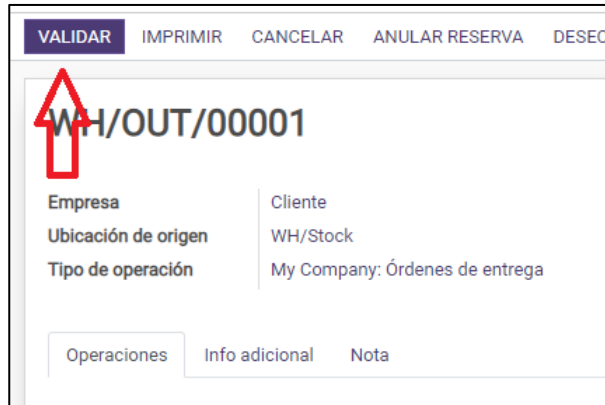 VALIDAR IMPRIMIR CANCELAR ANULAR RESERVA DESEC
WH/OUT/00001
Empresa Cliente
Ubicación de origen WH/Stock
Tipo de operación My Company: Órdenes de entrega
Operaciones Info adicional Nota